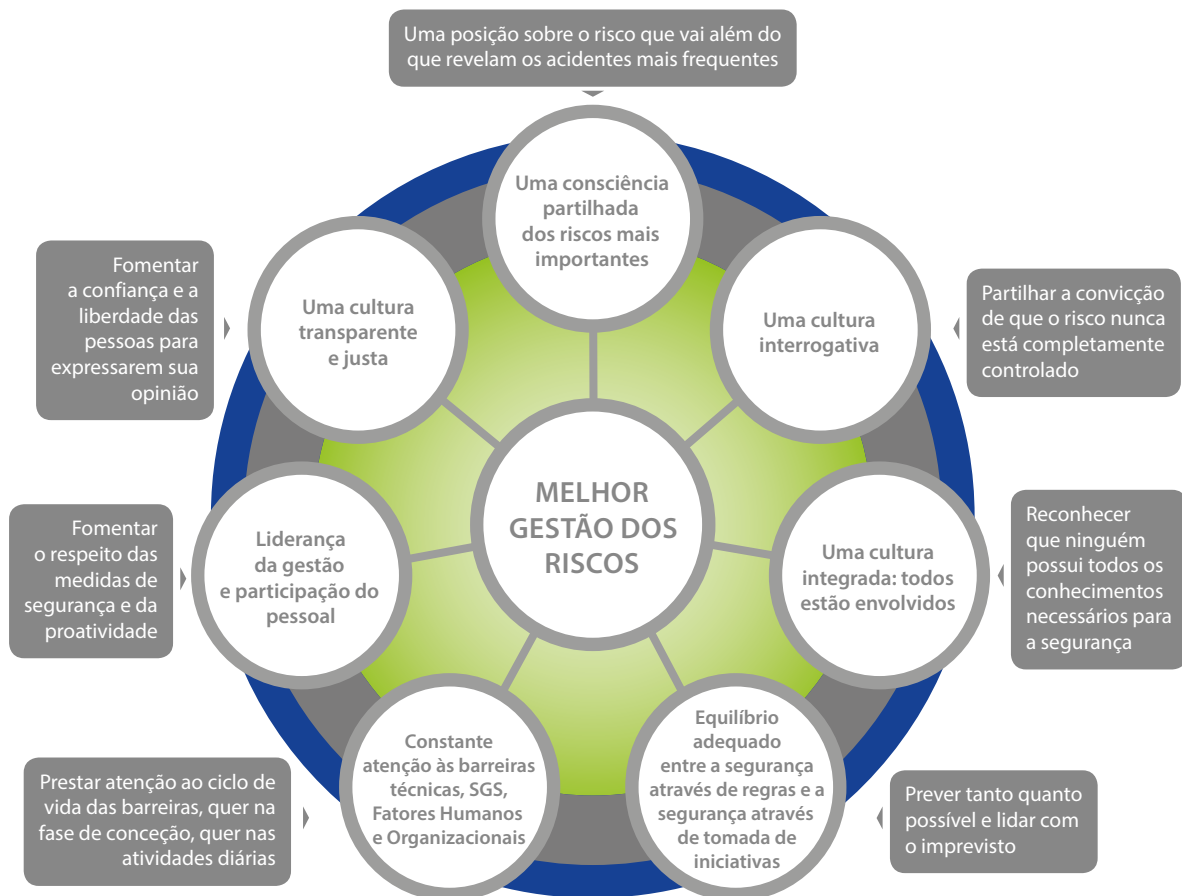 Uma posição sobre o risco que vai além do
que revelam os acidentes mais frequentes
Uma consciência
partilhada
dos riscos mais
importantes
Fomentar
a confiança e a
liberdade das
pessoas para
expressarem sua
opinião
Uma cultura
transparente
e justa
Uma cultura
interrogativa
Partilhar a convicção
de que o risco nunca
está completamente
controlado
MELHOR
GESTÃO DOS
RISCOS
Fomentar
o respeito das
medidas de
segurança e da
proatividade
Liderança
da gestão
e participação do
pessoal
Uma cultura
integrada: todos
estão envolvidos
Reconhecer
que ninguém
possui todos os
conhecimentos
necessários para
a segurança
Prestar atenção ao ciclo de
vida das barreiras, quer na
fase de conceção, quer nas
atividades diárias
Constante
atenção às barreiras
técnicas, SGS,
Fatores Humanos
e Organizacionais
Equilíbrio
adequado
entre a segurança
através de regras e a
segurança através
de tomada de
iniciativas
Prever tanto quanto
possível e lidar com
o imprevisto